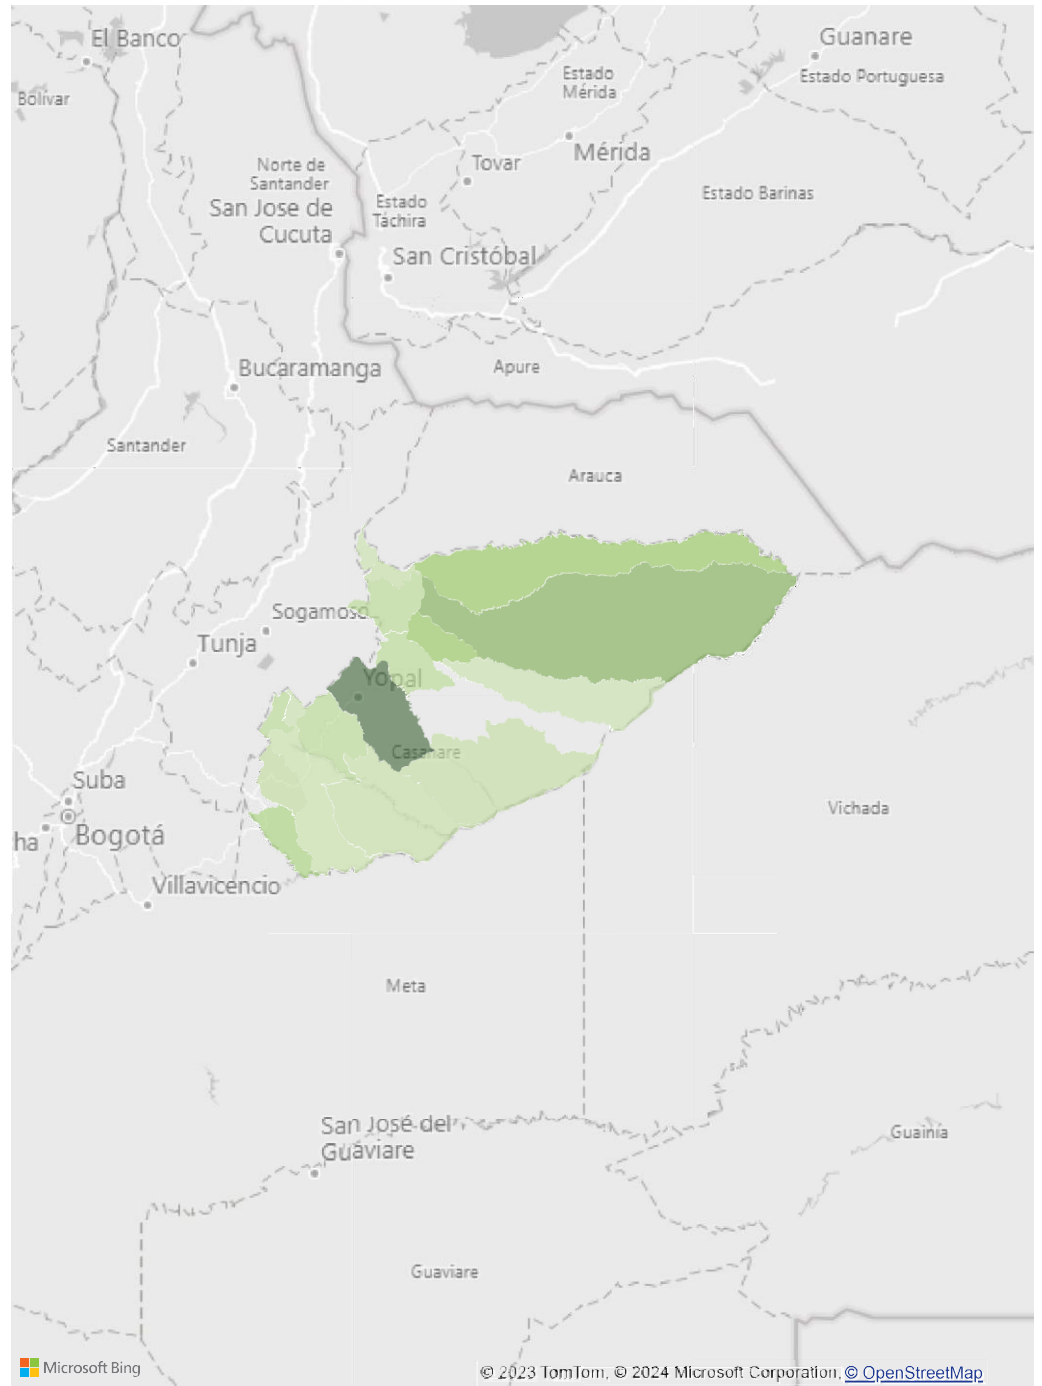 El Banco
Guanare
Estado
Mérida
Estado Portuguesa
Bolívar
Tovar
Mérida
Norte de
Santander
Estado
Táchira
Estado Barinas
San Jose de
Cucuta
San Cristóbal
Bucaramanga
Apure
Santander
Arauca
Sogamoso
Tunja
Yopal
Casanare
Suba
Bogotá
ha
Vichada
Villavicencio
Meta
San José del
Guaviare
Guainía
Guaviare
Microsoft Bing
© 2023 TomTom, © 2024 Microsoft Corporation, © OpenStreetMap